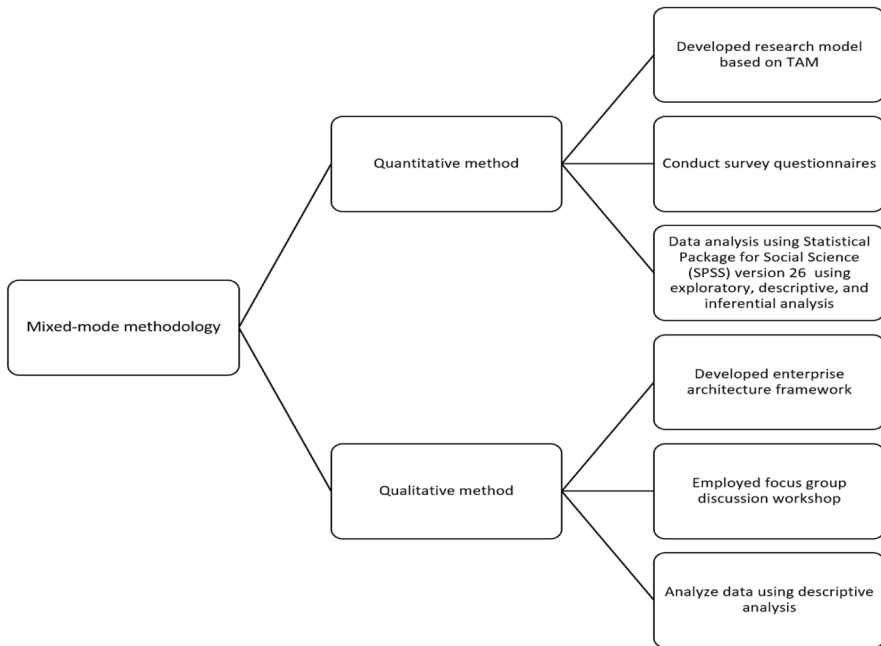 Mixed-mode methodology
Quantitative method
Developed research model
based on TAM
Conduct survey questionnaires
Data analysis using Statistical
Package for Social Science
(SPSS) version 26 using
exploratory, descriptive, and
inferential analysis
Qualitative method
Developed enterprise
architecture framework
Employed focus group
discussion workshop
Analyze data using descriptive
analysis